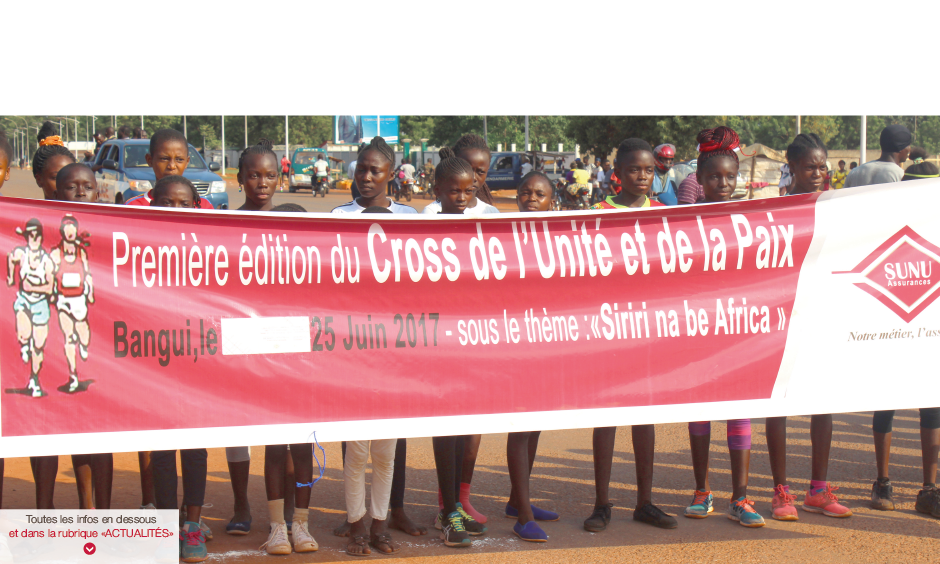 Première édition du Cross de l'Unité et de la Paix
Bangui,le 25 Juin 2017 - sous le thème :«Siriri na be Africa »
SUNU
Assurances
Notre métier, l'ass
Toutes les infos en dessous
et dans la rubrique «ACTUALITÉS»